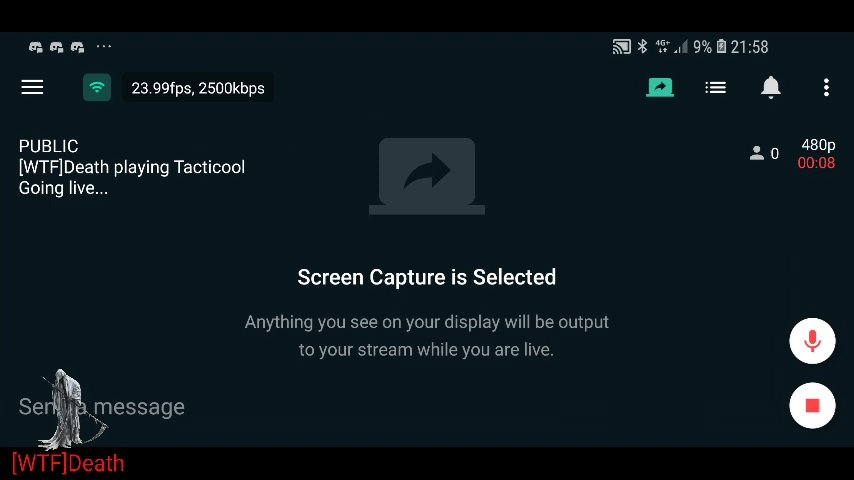 4G+ 9% 21:58
23.99fps, 2500kbps
PUBLIC
[WTF]Death playing Tacticool
Going live...
0
480p
00:08
Screen Capture is Selected
Anything you see on your display will be output
to your stream while you are live.
Send a message
[WTF]Death